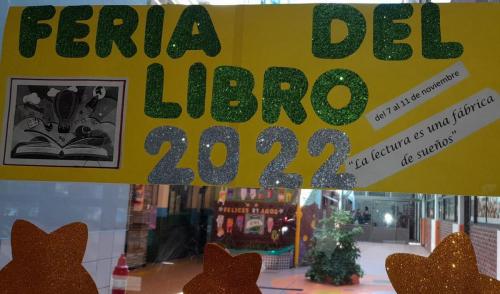 FERIA DEL
LIBRO
2022
del 7 al 11 de noviembre
"La lectura es una fábrica
de sueños"